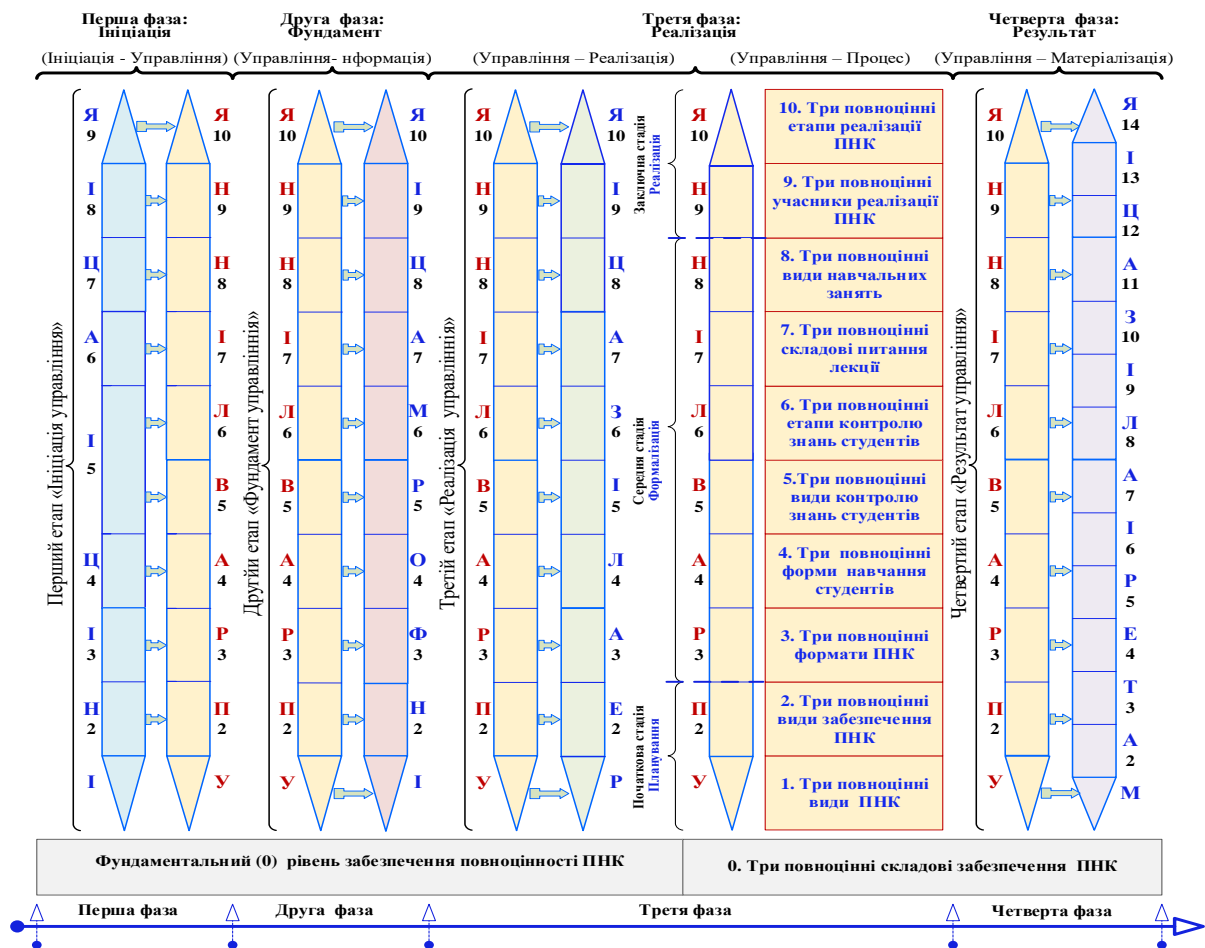 Перша фаза:
Ініціація
(Ініціація - Управління)
Друга фаза:
Фундамент
(Управління- нформація)
Третя фаза:
Реалізація
(Управління – Реалізація)
(Управління – Процес)
Четверта фаза:
Результат
(Управління – Матеріалізація)
Перший етап «Ініціація управління»
Я
9
І
8
Ц
7
А
6
І
5
Ц
4
І
3
Н
2
І
Я
10
Н
9
Н
8
І
7
Л
6
В
5
А
4
Р
3
П
2
У
Другйи етап «Фундамент управління»
Я
10
Н
9
Н
8
І
7
Л
6
В
5
А
4
Р
3
П
2
У
Я
10
І
9
Ц
8
А
7
М
6
Р
5
О
4
Ф
3
Н
2
І
Третій етап «Реалізація управління»
Я
10
Н
9
Н
8
І
7
Л
6
В
5
А
4
Р
3
П
2
У
Я
10
І
9
Ц
8
А
7
З
6
І
5
Л
4
А
3
Е
2
Р
Заключна стадія
Реалізація
Середня стадія
Формалізація
Початкова стадія
Планування
Я
10
Н
9
Н
8
І
7
Л
6
В
5
А
4
Р
3
П
2
У
10. Три повноцінні
етапи реалізації
ПНК
9. Три повноцінні
учасники реалізації
ПНК
8. Три повноцінні
види навчальних
занять
7. Три повноцінні
складові питання
лекції
6. Три повноцінні
етапи контролю
знань студентів
5.Три повноцінні
види контролю
знань студентів
4. Три повноцінні
форми навчання
студентів
3. Три повноцінні
формати ПНК
2. Три повноцінні
види забезпечення
ПНК
1. Три повноцінні
види ПНК
Четвертий етап «Результат управління»
Я
10
Н
9
Н
8
І
7
Л
6
В
5
А
4
Р
3
П
2
У
Я
14
І
13
Ц
12
А
11
З
10
І
9
Л
8
А
7
І
6
Р
5
Е
4
Т
3
А
2
М
Фундаментальний (0) рівень забезпечення повноцінності ПНК
0. Три повноцінні складові забезпечення ПНК
Перша фаза
Друга фаза
Третя фаза
Четверта фаза